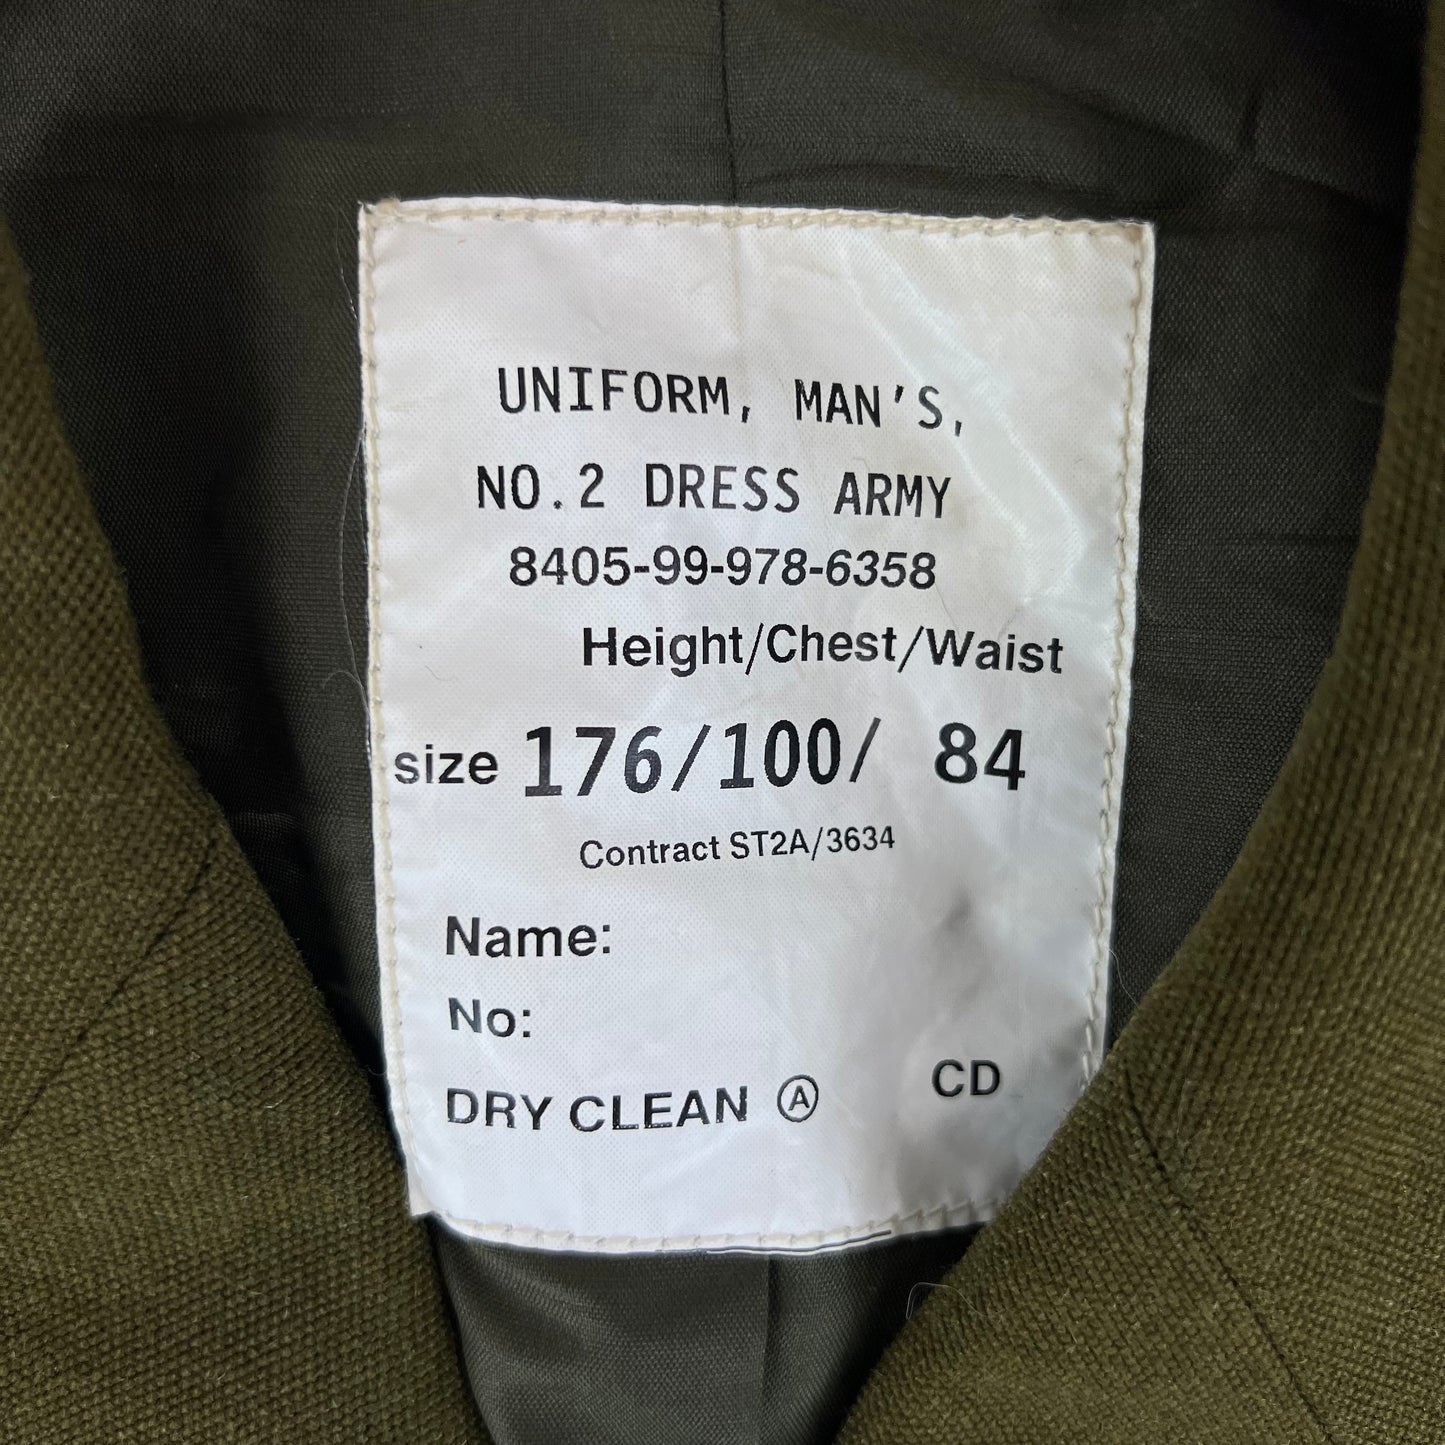 UNIFORM, MAN'S,
NO.2 DRESS ARMY
8405-99-978-6358
Height/Chest/Waist
size 176/100/ 84
Contract ST2A/3634
Name:
No:
DRY CLEAN Ⓐ CD